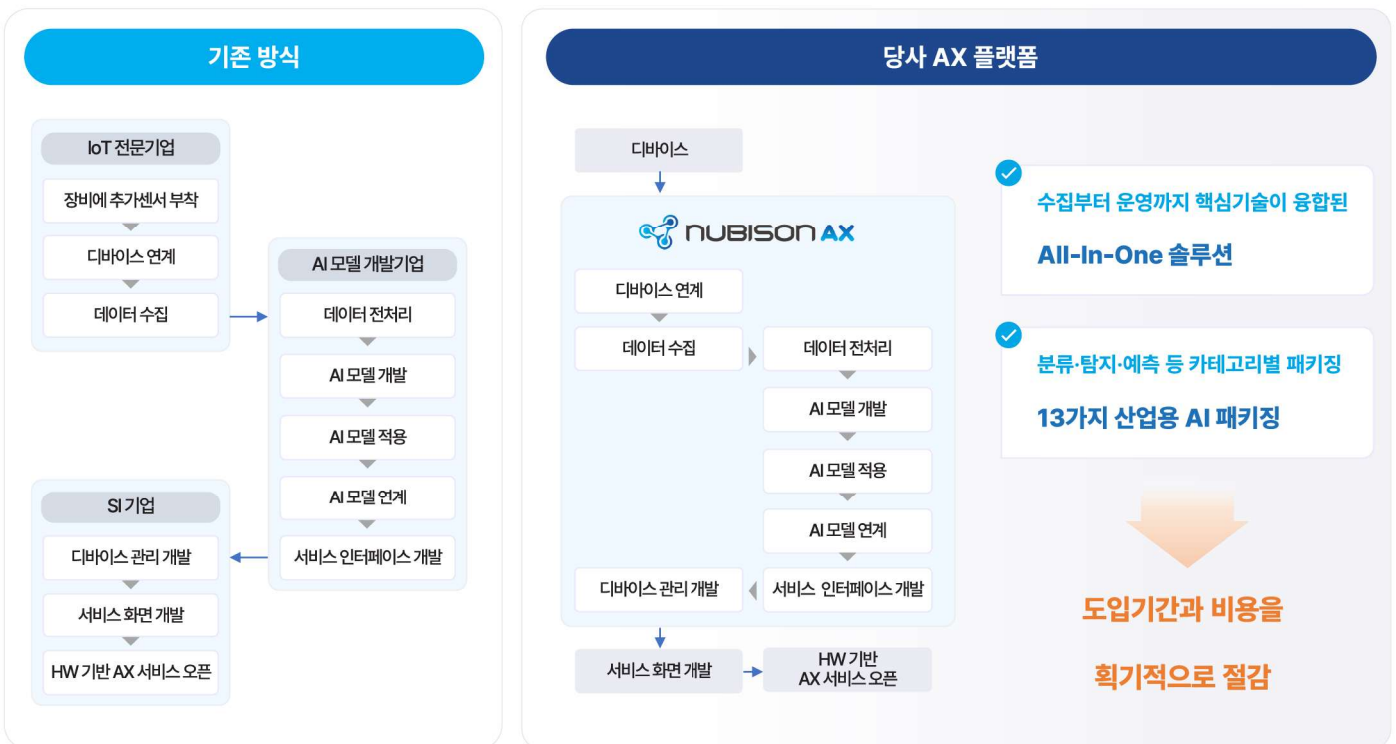 기존 방식
IoT 전문기업
장비에 추가센서 부착
디바이스 연계
데이터 수집
AI 모델 개발기업
데이터 전처리
AI 모델 개발
AI 모델 적용
AI 모델 연계
서비스 인터페이스 개발
SI 기업
디바이스 관리 개발
서비스 화면 개발
HW 기반 AX 서비스 오픈
당사 AX 플랫폼
디바이스
NUBISON AX
디바이스 연계
데이터 수집
데이터 전처리
AI 모델 개발
AI 모델 적용
AI 모델 연계
서비스 인터페이스 개발
디바이스 관리 개발
서비스 화면 개발
HW 기반
AX 서비스 오픈
수집부터 운영까지 핵심기술이 융합된
All-In-One 솔루션
분류·탐지·예측 등 카테고리별 패키징
13가지 산업용 AI 패키징
도입기간과 비용을
획기적으로 절감